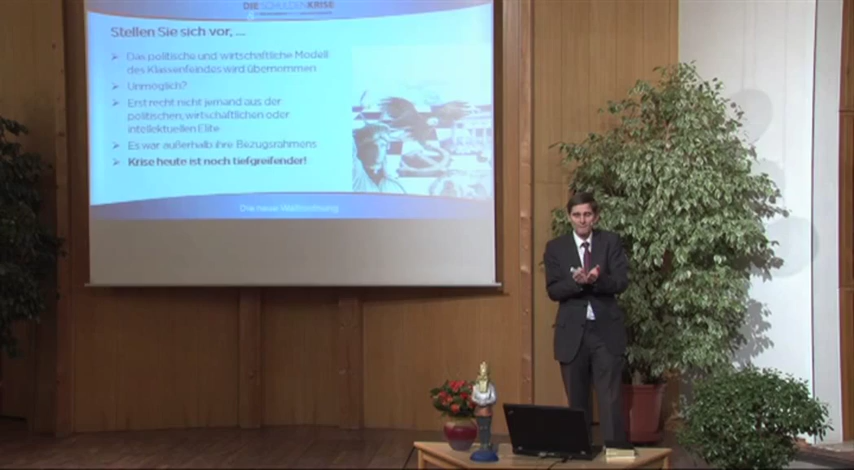 DIE SCHULDENKRISE
Stellen Sie sich vor, ...
Das politische und wirtschaftliche Modell
des Klassenfeindes wird übernommen
Unmöglich?
Erst recht nicht jemand aus der
politischen, wirtschaftlichen oder
intellektuellen Elite
Es war außerhalb ihre Bezugsrahmens
Krise heute ist noch tiefgreifender!
Die neue Weltordnung